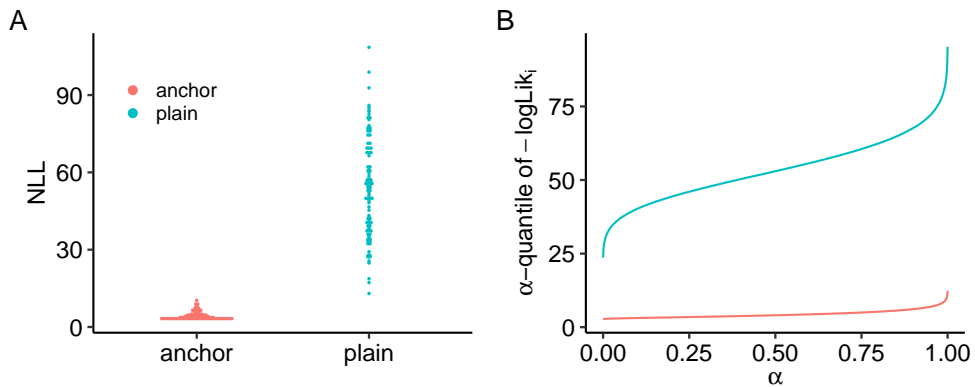 A
NLL
90
60
30
0
anchor
plain
anchor
plain
B
α−quantile of −logLikᵢ
75
50
25
0
0.00
0.25
0.50
0.75
1.00
α